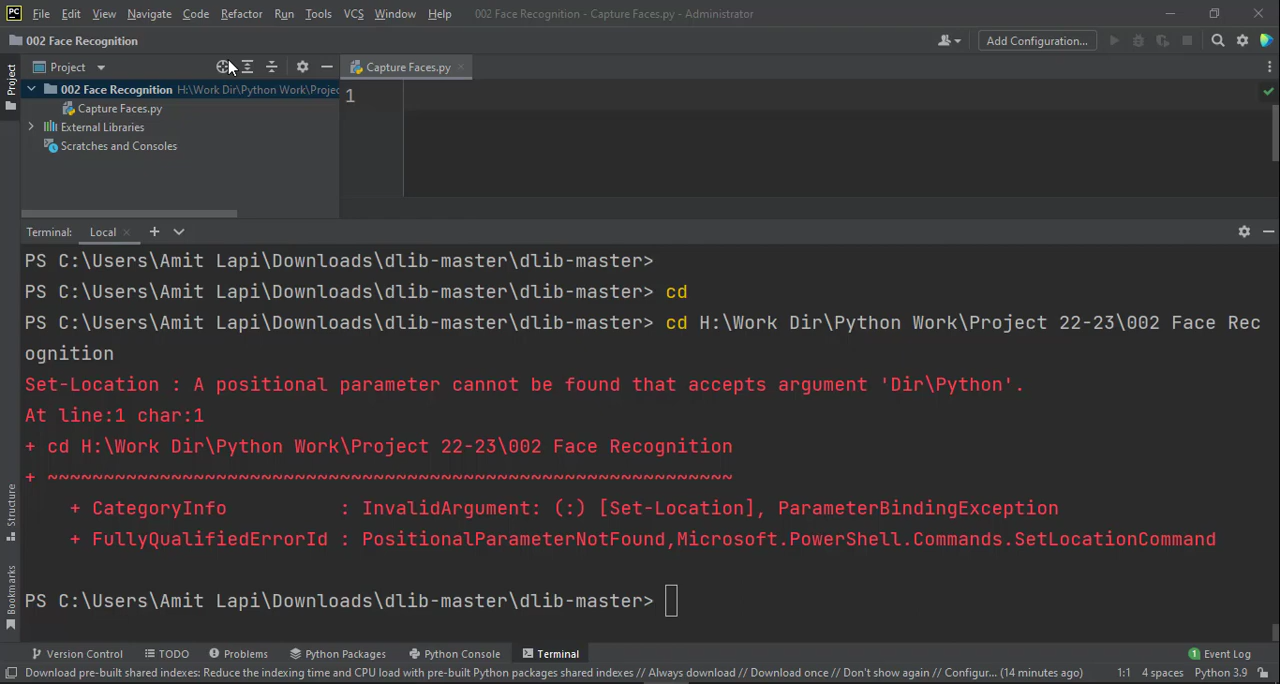 PC File Edit View Navigate Code Refactor Run Tools VCS Window Help 002 Face Recognition - Capture Faces.py - Administrator
002 Face Recognition Add Configuration...
Project Project Capture Faces.py
002 Face Recognition H:\Work Dir\Python Work\Projec 1
Capture Faces.py
External Libraries
Scratches and Consoles
Terminal: Local
PS C:\Users\Amit Lapi\Downloads\dlib-master\dlib-master>
PS C:\Users\Amit Lapi\Downloads\dlib-master\dlib-master> cd
PS C:\Users\Amit Lapi\Downloads\dlib-master\dlib-master> cd H:\Work Dir\Python Work\Project 22-23\002 Face Rec
ognition
Set-Location : A positional parameter cannot be found that accepts argument 'Dir\Python'.
At line:1 char:1
+ cd H:\Work Dir\Python Work\Project 22-23\002 Face Recognition
+ ~~~~~~~~~~~~~~~~~~~~~~~~~~~~~~~~~~~~~~~~~~~~~~~~~~~~~~~~~~~~~
+ CategoryInfo : InvalidArgument: (:) [Set-Location], ParameterBindingException
+ FullyQualifiedErrorId : PositionalParameterNotFound,Microsoft.PowerShell.Commands.SetLocationCommand
PS C:\Users\Amit Lapi\Downloads\dlib-master\dlib-master>
Structure
Bookmarks
Version Control TODO Problems Python Packages Python Console Terminal 1 Event Log
Download pre-built shared indexes: Reduce the indexing time and CPU load with pre-built Python packages shared indexes // Always download // Download once // Don't show again // Configur... (14 minutes ago) 1:1 4 spaces Python 3.9